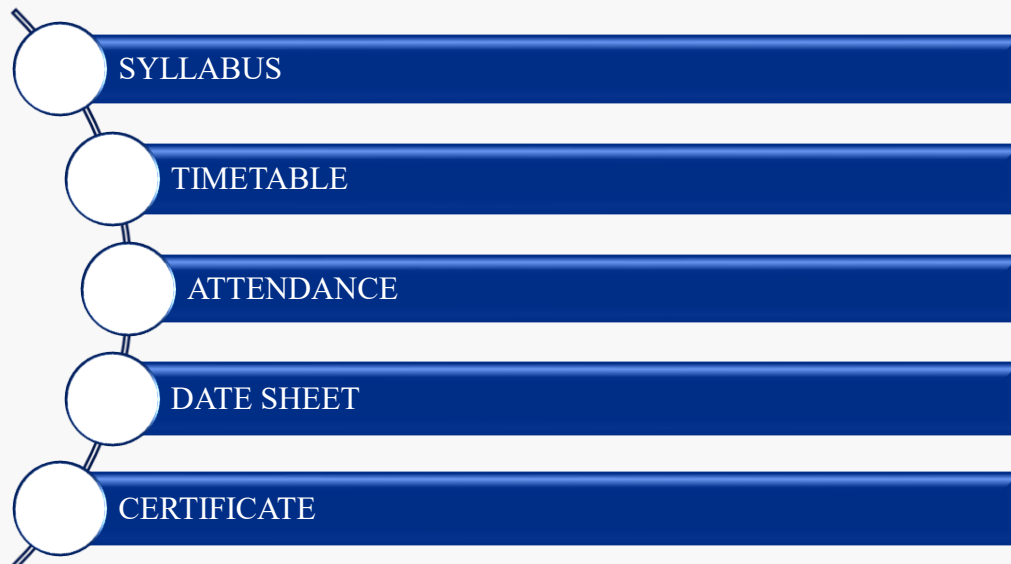 SYLLABUS
TIMETABLE
ATTENDANCE
DATE SHEET
CERTIFICATE